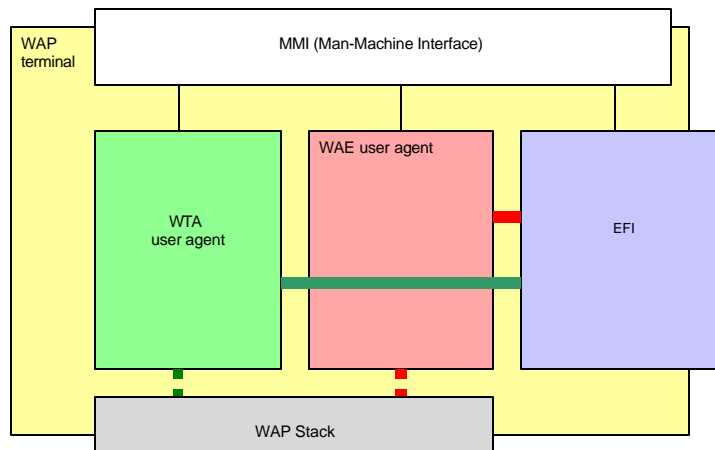 MMI (Man-Machine Interface)
WAP
terminal
WAE user agent
WTA
user agent
EFI
WAP Stack